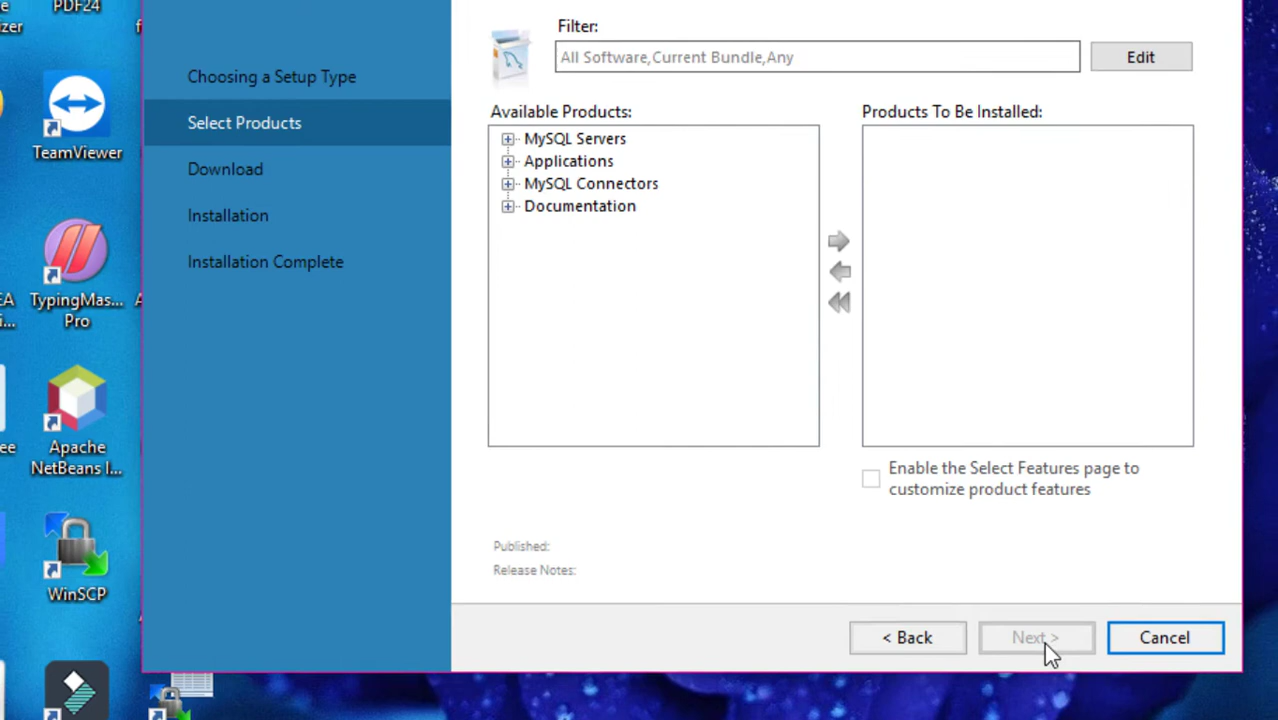 e
izer
PDF24
f
TeamViewer
EA
i...
TypingMas...
Pro
A
ee
Apache
NetBeans I...
WinSCP
Choosing a Setup Type
Select Products
Download
Installation
Installation Complete
Filter:
All Software,Current Bundle,Any
Edit
Available Products:
MySQL Servers
Applications
MySQL Connectors
Documentation
Products To Be Installed:
Enable the Select Features page to
customize product features
Published:
Release Notes:
< Back
Next >
Cancel